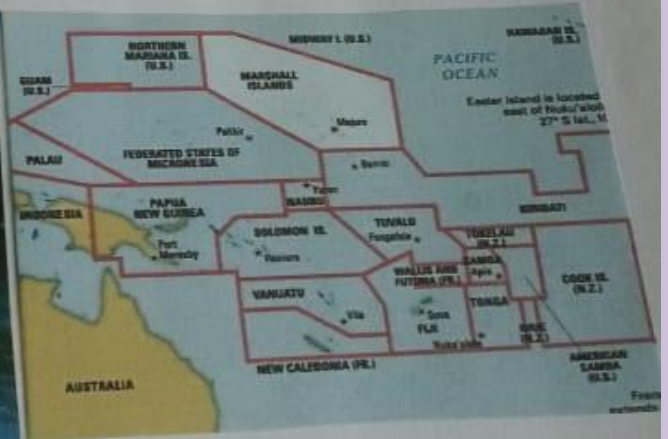 HAWAIIAN IS.
(U.S.)
MIDWAY I. (U.S.)
NORTHERN
MARIANA IS.
(U.S.)
PACIFIC
OCEAN
MARSHALL
ISLANDS
GUAM
(U.S.)
Easter Island is located
east of Nuku'alof
27° S lat.,
Majuro
Palikir
PALAU
FEDERATED STATES OF
MICRONESIA
Bairiki
Yaren
NAURU
INDONESIA
PAPUA
NEW GUINEA
KIRIBATI
SOLOMON IS.
TUVALU
Funafuti
TOKELAU
(N.Z.)
Port
Moresby
Honiara
WALLIS AND
FUTUNA (FR.)
SAMOA
Apia
COOK IS.
(N.Z.)
VANUATU
Vila
TONGA
Suva
FIJI
NIUE
(N.Z.)
Nuku'alofa
AMERICAN
SAMOA
(U.S.)
NEW CALEDONIA (FR.)
AUSTRALIA
extends